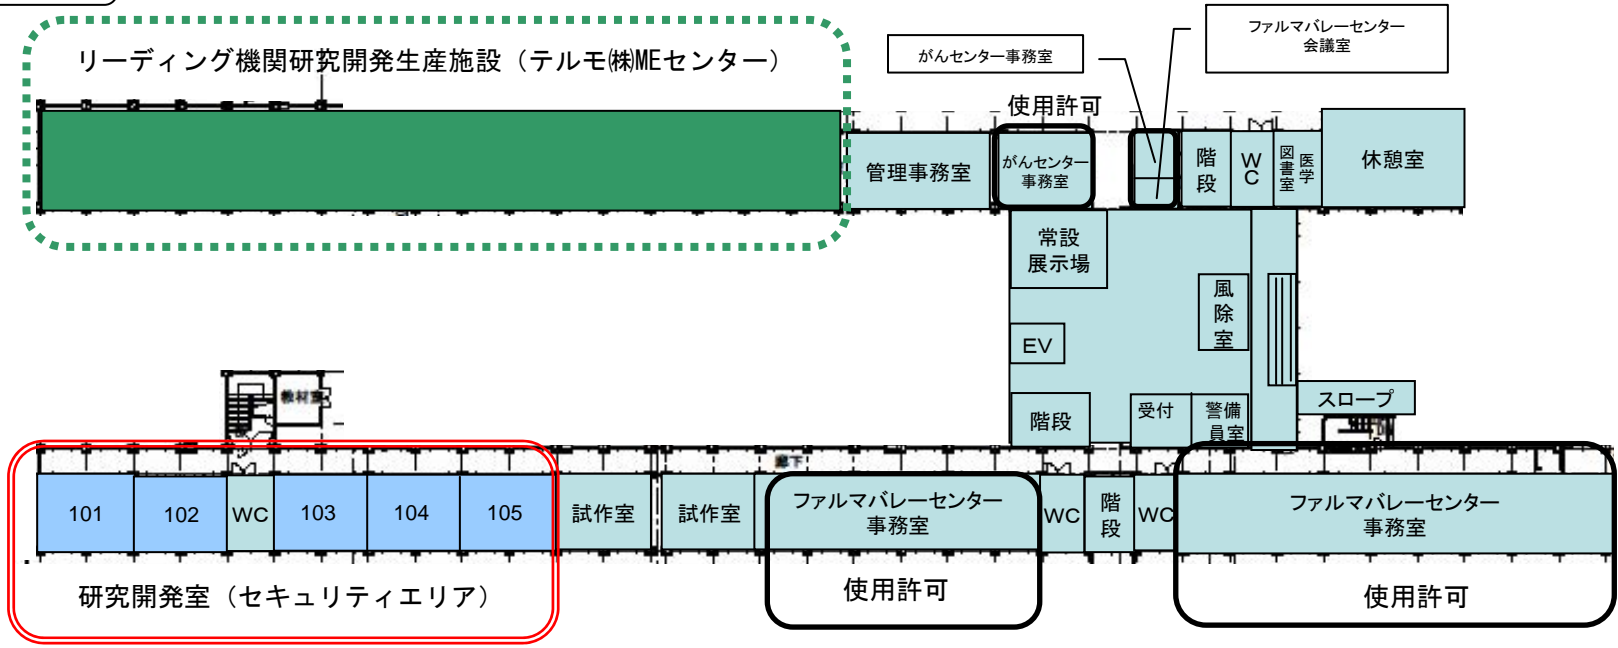 リーディング機関研究開発生産施設（テルモ㈱MEセンター）
がんセンター事務室
ファルマバレーセンター
会議室
使用許可
管理事務室
がんセンター
事務室
階段
WC
医学
図書室
休憩室
常設
展示場
風除室
EV
階段
受付
警備
員室
スロープ
教材室
廊下
101
102
WC
103
104
105
試作室
試作室
ファルマバレーセンター
事務室
WC
階段
WC
ファルマバレーセンター
事務室
研究開発室（セキュリティエリア）
使用許可
使用許可